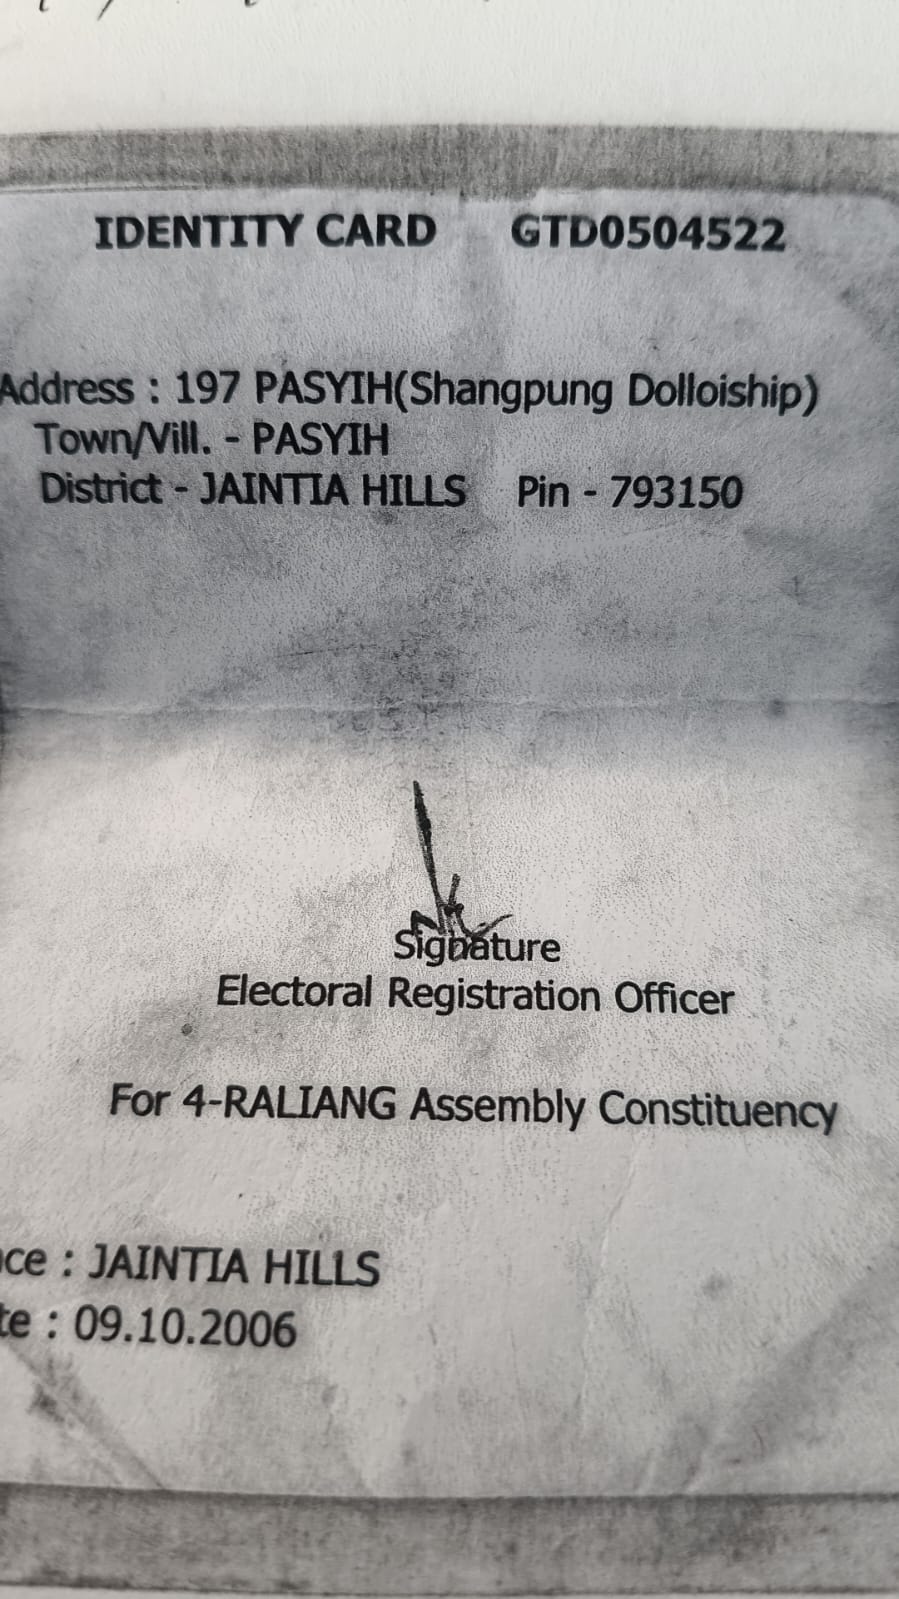 IDENTITY CARD GTD0504522
Address : 197 PASYIH(Shangpung Dolloiship)
Town/Vill. - PASYIH
District - JAINTIA HILLS Pin - 793150
Signature
Electoral Registration Officer
For 4-RALIANG Assembly Constituency
ce : JAINTIA HILLS
te : 09.10.2006